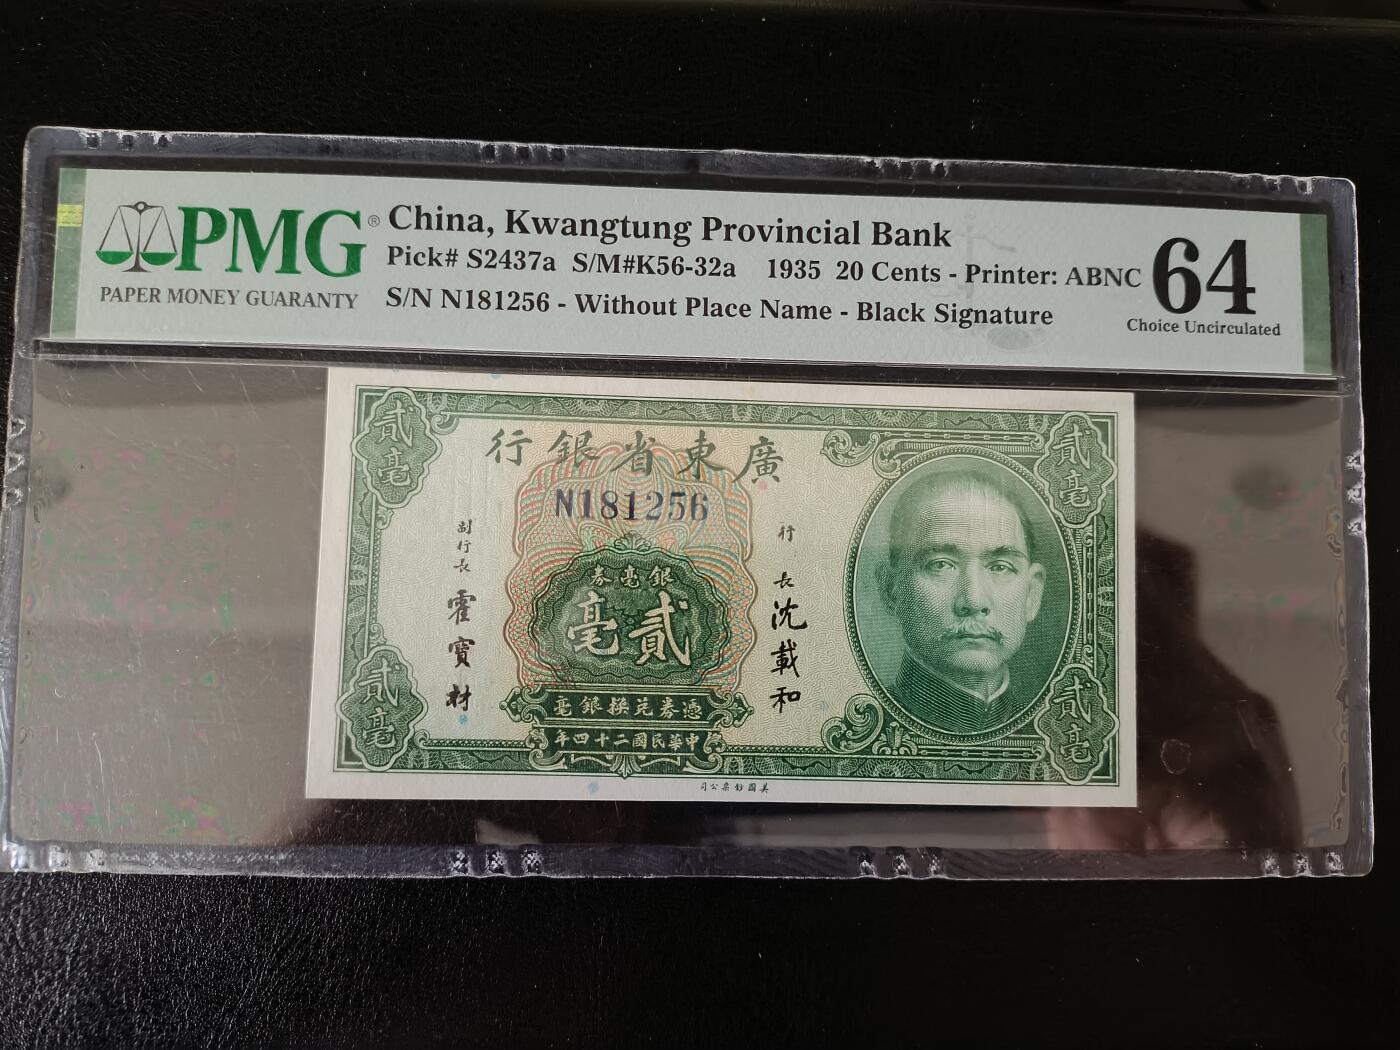 PMG®
PAPER MONEY GUARANTY
China, Kwangtung Provincial Bank
Pick# S2437a S/M#K56-32a 1935 20 Cents - Printer: ABNC
S/N N181256 - Without Place Name - Black Signature
64
Choice Uncirculated
貳毫
貳毫
行銀省東廣
N181256
副行長 霍寶材
行長 沈載和
券毫銀
毫貳
毫銀換兌券憑
年四十二國民華中
貳毫
貳毫
司公票鈔國美